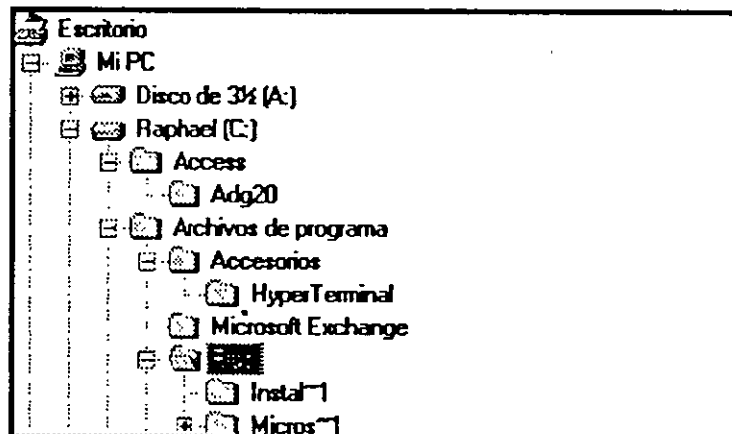 Escritorio
Mi PC
Disco de 3½ (A:)
Raphael (C:)
Access
Adg20
Archivos de programa
Accesorios
HyperTerminal
Microsoft Exchange
Instal~1
Micros~1